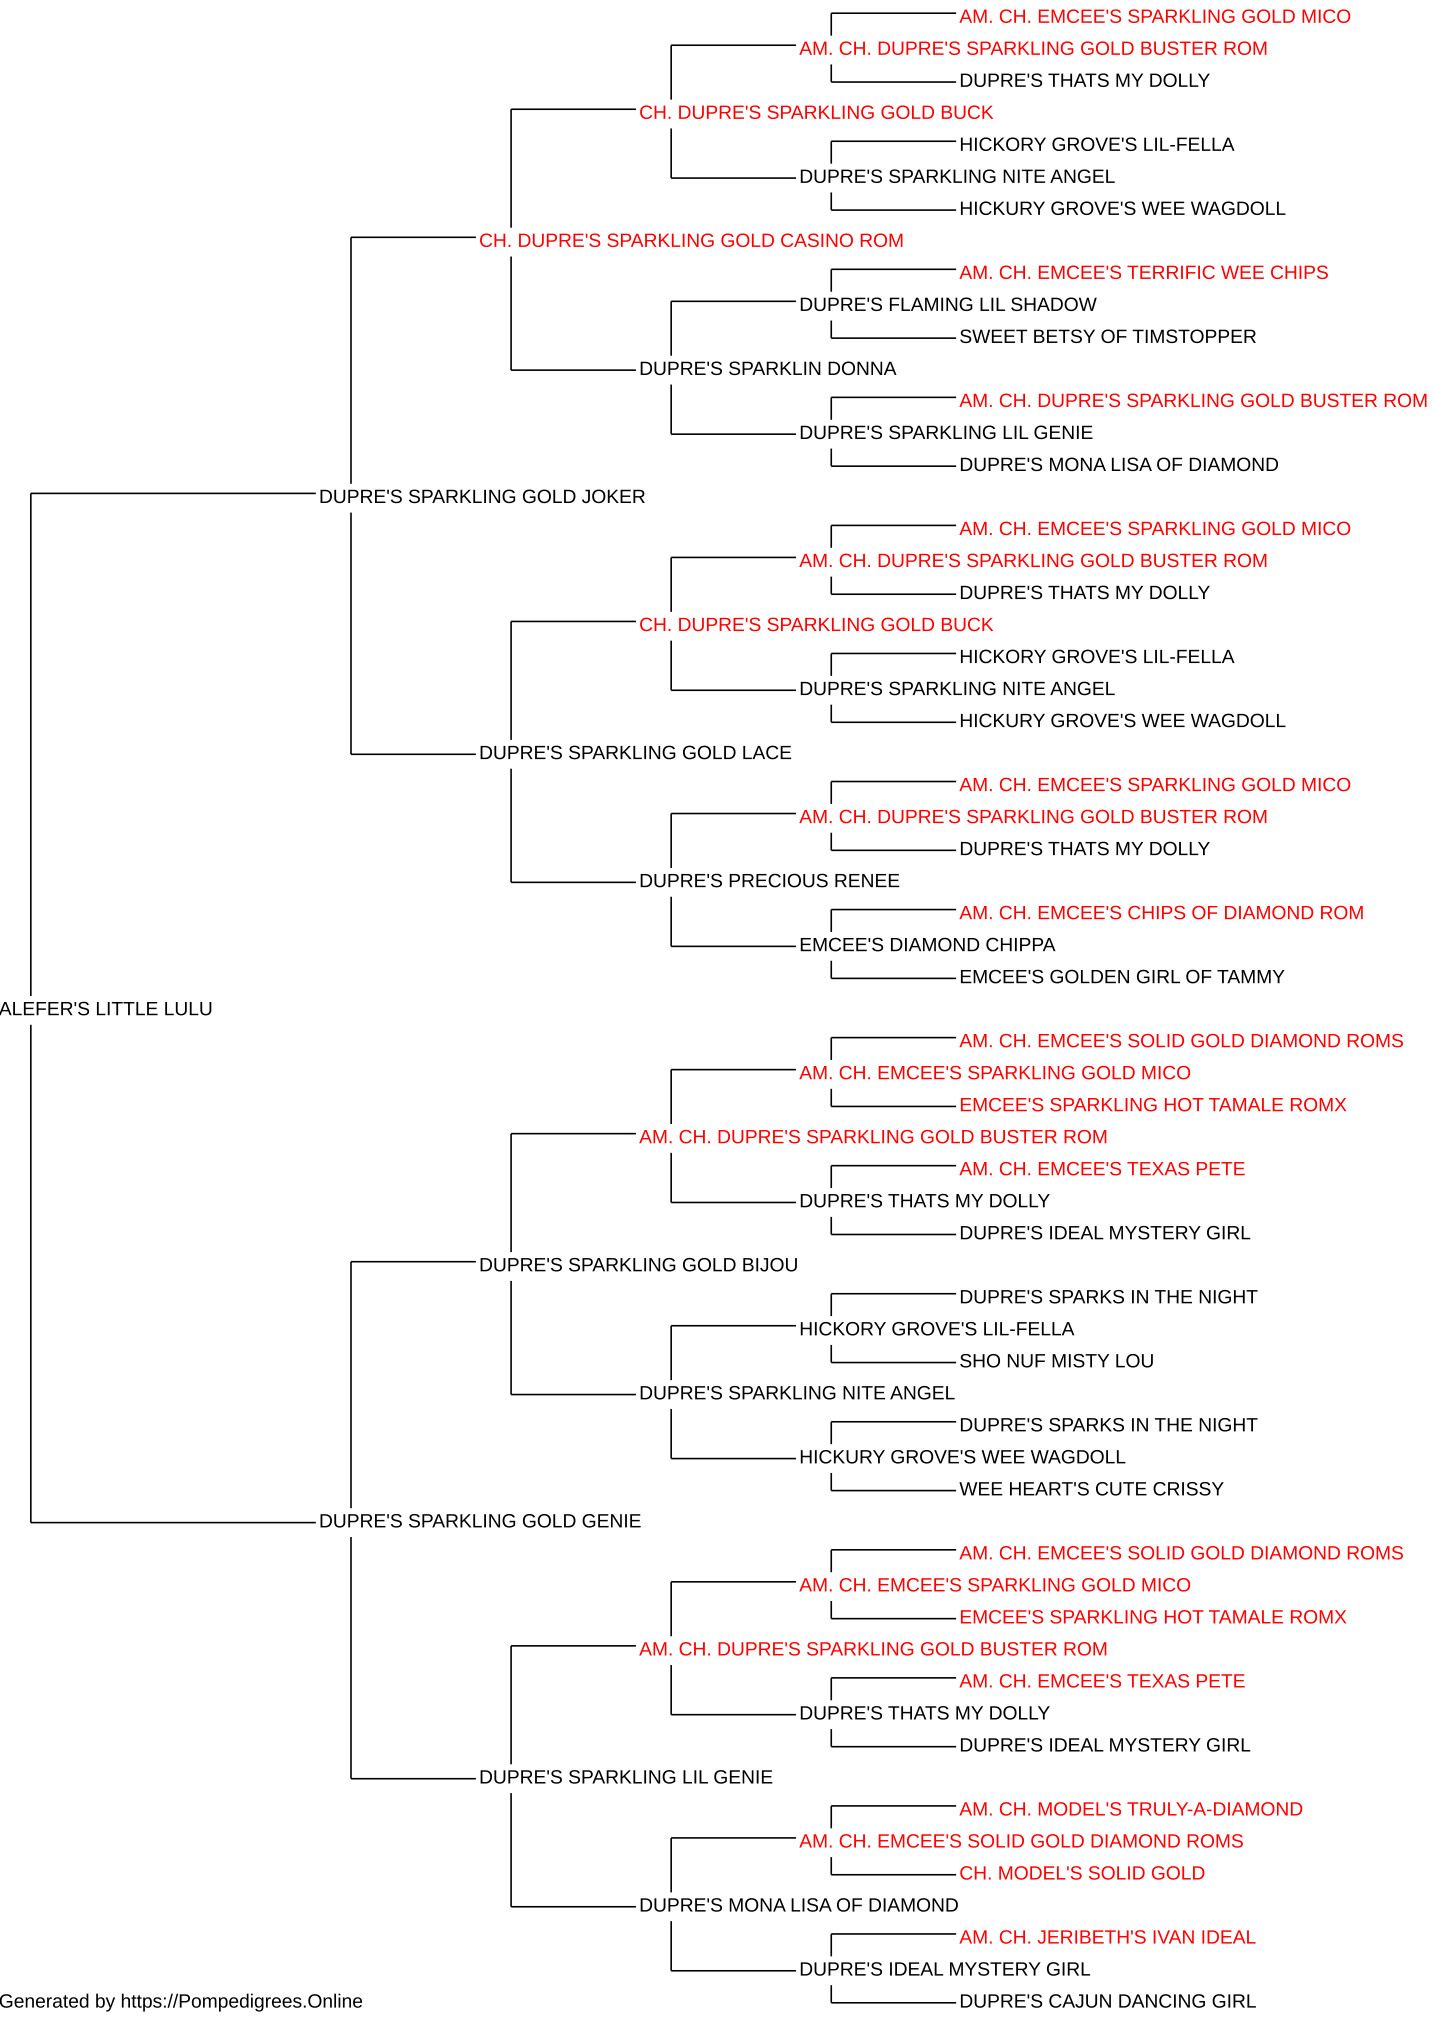 AM. CH. EMCEE'S SPARKLING GOLD MICO
AM. CH. DUPRE'S SPARKLING GOLD BUSTER ROM
DUPRE'S THATS MY DOLLY
CH. DUPRE'S SPARKLING GOLD BUCK
HICKORY GROVE'S LIL-FELLA
DUPRE'S SPARKLING NITE ANGEL
HICKURY GROVE'S WEE WAGDOLL
CH. DUPRE'S SPARKLING GOLD CASINO ROM
AM. CH. EMCEE'S TERRIFIC WEE CHIPS
DUPRE'S FLAMING LIL SHADOW
SWEET BETSY OF TIMSTOPPER
DUPRE'S SPARKLIN DONNA
AM. CH. DUPRE'S SPARKLING GOLD BUSTER ROM
DUPRE'S SPARKLING LIL GENIE
DUPRE'S MONA LISA OF DIAMOND
DUPRE'S SPARKLING GOLD JOKER
AM. CH. EMCEE'S SPARKLING GOLD MICO
AM. CH. DUPRE'S SPARKLING GOLD BUSTER ROM
DUPRE'S THATS MY DOLLY
CH. DUPRE'S SPARKLING GOLD BUCK
HICKORY GROVE'S LIL-FELLA
DUPRE'S SPARKLING NITE ANGEL
HICKURY GROVE'S WEE WAGDOLL
DUPRE'S SPARKLING GOLD LACE
AM. CH. EMCEE'S SPARKLING GOLD MICO
AM. CH. DUPRE'S SPARKLING GOLD BUSTER ROM
DUPRE'S THATS MY DOLLY
DUPRE'S PRECIOUS RENEE
AM. CH. EMCEE'S CHIPS OF DIAMOND ROM
EMCEE'S DIAMOND CHIPPA
EMCEE'S GOLDEN GIRL OF TAMMY
ALEFER'S LITTLE LULU
AM. CH. EMCEE'S SOLID GOLD DIAMOND ROMS
AM. CH. EMCEE'S SPARKLING GOLD MICO
EMCEE'S SPARKLING HOT TAMALE ROMX
AM. CH. DUPRE'S SPARKLING GOLD BUSTER ROM
AM. CH. EMCEE'S TEXAS PETE
DUPRE'S THATS MY DOLLY
DUPRE'S IDEAL MYSTERY GIRL
DUPRE'S SPARKLING GOLD BIJOU
DUPRE'S SPARKS IN THE NIGHT
HICKORY GROVE'S LIL-FELLA
SHO NUF MISTY LOU
DUPRE'S SPARKLING NITE ANGEL
DUPRE'S SPARKS IN THE NIGHT
HICKURY GROVE'S WEE WAGDOLL
WEE HEART'S CUTE CRISSY
DUPRE'S SPARKLING GOLD GENIE
AM. CH. EMCEE'S SOLID GOLD DIAMOND ROMS
AM. CH. EMCEE'S SPARKLING GOLD MICO
EMCEE'S SPARKLING HOT TAMALE ROMX
AM. CH. DUPRE'S SPARKLING GOLD BUSTER ROM
AM. CH. EMCEE'S TEXAS PETE
DUPRE'S THATS MY DOLLY
DUPRE'S IDEAL MYSTERY GIRL
DUPRE'S SPARKLING LIL GENIE
AM. CH. MODEL'S TRULY-A-DIAMOND
AM. CH. EMCEE'S SOLID GOLD DIAMOND ROMS
CH. MODEL'S SOLID GOLD
DUPRE'S MONA LISA OF DIAMOND
AM. CH. JERIBETH'S IVAN IDEAL
DUPRE'S IDEAL MYSTERY GIRL
DUPRE'S CAJUN DANCING GIRL
Generated by https://Pompedigrees.Online